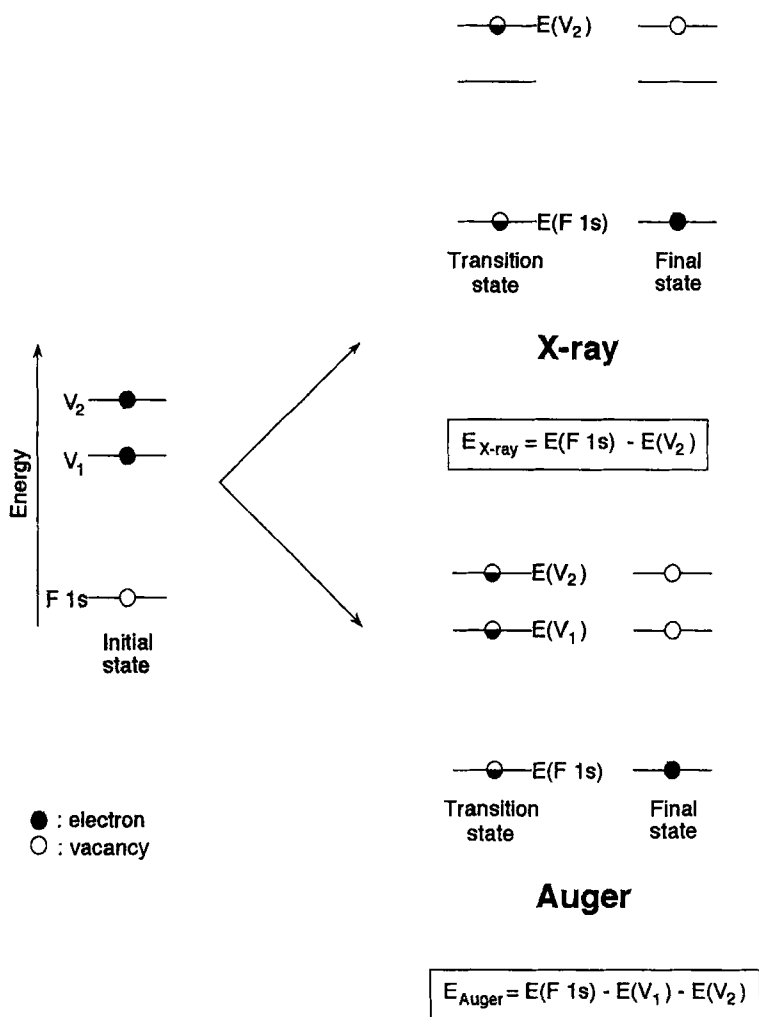 E(V₂)
E(F 1s)
Transition state
Final state
X-ray
E_X-ray = E(F 1s) - E(V₂)
Energy
V₂
V₁
F 1s
Initial state
● : electron
○ : vacancy
E(V₂)
E(V₁)
E(F 1s)
Transition state
Final state
Auger
E_Auger = E(F 1s) - E(V₁) - E(V₂)